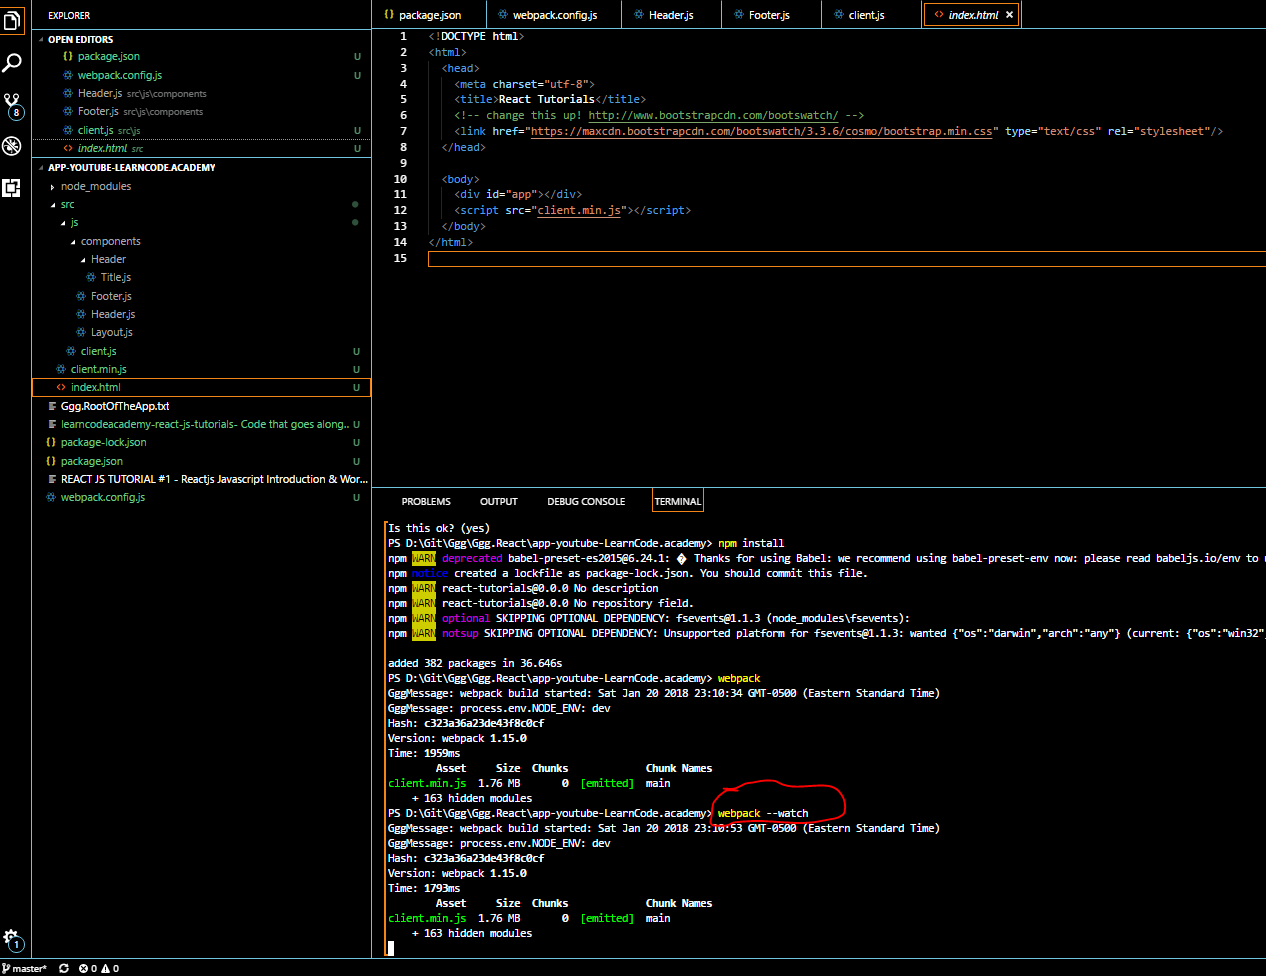 EXPLORER
OPEN EDITORS
{} package.json U
webpack.config.js U
Header.js src\js\components
Footer.js src\js\components
client.js src\js U
<> index.html src U
APP-YOUTUBE-LEARNCODE.ACADEMY
node_modules
src
js
components
Header
Title.js
Footer.js
Header.js
Layout.js
client.js U
client.min.js U
<> index.html U
Ggg.RootOfTheApp.txt
learncodeacademy-react-js-tutorials- Code that goes along.. U
{} package-lock.json U
{} package.json U
REACT JS TUTORIAL #1 - Reactjs Javascript Introduction & Wor...
webpack.config.js U
8
1
{} package.json webpack.config.js Header.js Footer.js client.js <> index.html ×
1 <!DOCTYPE html>
2 <html>
3 <head>
4 <meta charset="utf-8">
5 <title>React Tutorials</title>
6 <!-- change this up! http://www.bootstrapcdn.com/bootswatch/ -->
7 <link href="https://maxcdn.bootstrapcdn.com/bootswatch/3.3.6/cosmo/bootstrap.min.css" type="text/css" rel="stylesheet"/>
8 </head>
9
10 <body>
11 <div id="app"></div>
12 <script src="client.min.js"></script>
13 </body>
14 </html>
15
PROBLEMS OUTPUT DEBUG CONSOLE TERMINAL
Is this ok? (yes)
PS D:\Git\Ggg\Ggg.React\app-youtube-LearnCode.academy> npm install
npm WARN deprecated babel-preset-es2015@6.24.1: � Thanks for using Babel: we recommend using babel-preset-env now: please read babeljs.io/env to
npm notice created a lockfile as package-lock.json. You should commit this file.
npm WARN react-tutorials@0.0.0 No description
npm WARN react-tutorials@0.0.0 No repository field.
npm WARN optional SKIPPING OPTIONAL DEPENDENCY: fsevents@1.1.3 (node_modules\fsevents):
npm WARN notsup SKIPPING OPTIONAL DEPENDENCY: Unsupported platform for fsevents@1.1.3: wanted {"os":"darwin","arch":"any"} (current: {"os":"win32",
added 382 packages in 36.646s
PS D:\Git\Ggg\Ggg.React\app-youtube-LearnCode.academy> webpack
GggMessage: webpack build started: Sat Jan 20 2018 23:10:34 GMT-0500 (Eastern Standard Time)
GggMessage: process.env.NODE_ENV: dev
Hash: c323a36a23de43f8c0cf
Version: webpack 1.15.0
Time: 1959ms
Asset Size Chunks Chunk Names
client.min.js 1.76 MB 0 [emitted] main
+ 163 hidden modules
PS D:\Git\Ggg\Ggg.React\app-youtube-LearnCode.academy> webpack --watch
GggMessage: webpack build started: Sat Jan 20 2018 23:10:53 GMT-0500 (Eastern Standard Time)
GggMessage: process.env.NODE_ENV: dev
Hash: c323a36a23de43f8c0cf
Version: webpack 1.15.0
Time: 1793ms
Asset Size Chunks Chunk Names
client.min.js 1.76 MB 0 [emitted] main
+ 163 hidden modules
master* 0 0